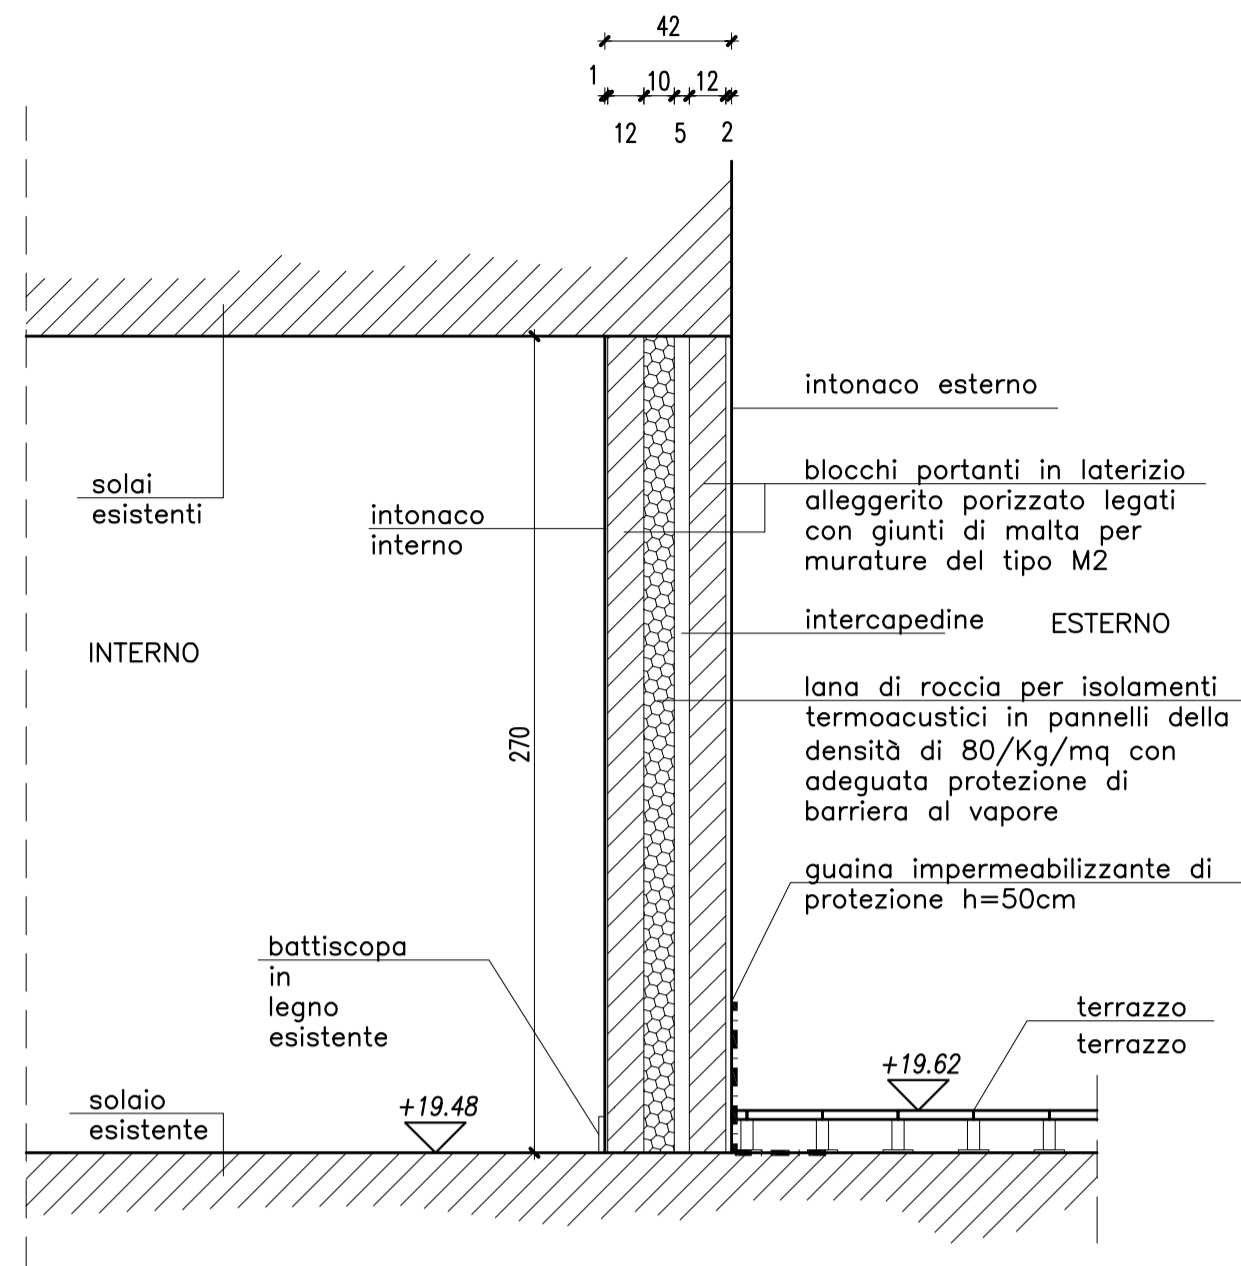 42
1
10
12
12
5
2
intonaco esterno
blocchi portanti in laterizio
alleggerito porizzato legati
con giunti di malta per
murature del tipo M2
solai
esistenti
intonaco
interno
intercapedine
ESTERNO
INTERNO
lana di roccia per isolamenti
termoacustici in pannelli della
densità di 80/Kg/mq con
adeguata protezione di
barriera al vapore
270
guaina impermeabilizzante di
protezione h=50cm
battiscopa
in
legno
esistente
terrazzo
terrazzo
+19.62
solaio
esistente
+19.48